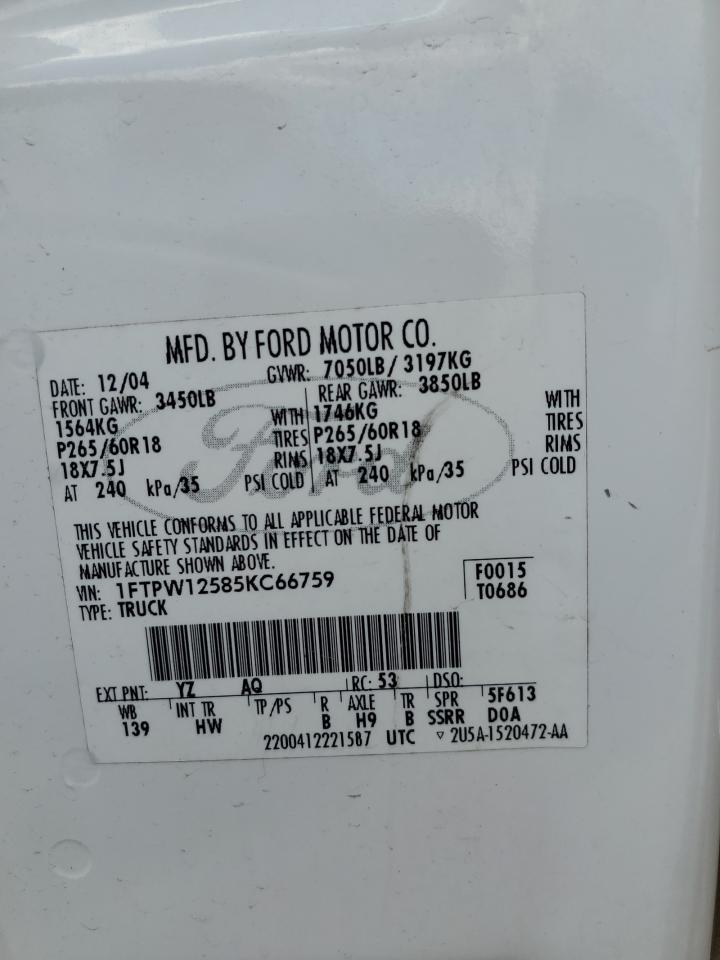 MFD. BY FORD MOTOR CO.
DATE: 12/04 GVWR: 7050LB/ 3197KG
FRONT GAWR: 3450LB REAR GAWR: 3850LB
1564KG WITH 1746KG WITH
P265/60R18 TIRES P265/60R18 TIRES
18X7.5J RIMS 18X7.5J RIMS
AT 240 kPa/35 PSI COLD AT 240 kPa/35 PSI COLD
THIS VEHICLE CONFORMS TO ALL APPLICABLE FEDERAL MOTOR
VEHICLE SAFETY STANDARDS IN EFFECT ON THE DATE OF
MANUFACTURE SHOWN ABOVE.
VIN: 1FTPW12585KC66759 F0015
TYPE: TRUCK T0686
EXT PNT: YZ AQ RC: 53 DSO:
WB INT TR TP/PS R AXLE TR SPR 5F613
139 HW B H9 B SSRR DOA
2200412221587 UTC ▽ 2U5A-1520472-AA
Ford